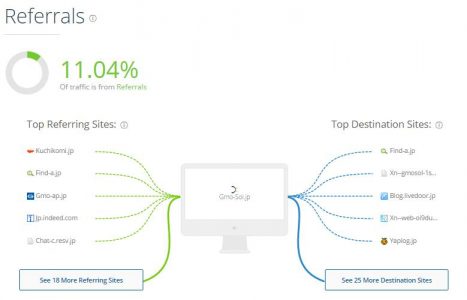 Referrals
11.04%
Of traffic is from Referrals
Top Referring Sites:
Kuchikomi.jp
Find-a.jp
Gmo-ap.jp
Jp.indeed.com
Chat-c.resv.jp
See 18 More Referring Sites
Gmo-sol.jp
Top Destination Sites:
Find-a.jp
Xn--gmosol-1s...
Blog.livedoor.jp
Xn--web-ol9du...
Yaplog.jp
See 25 More Destination Sites